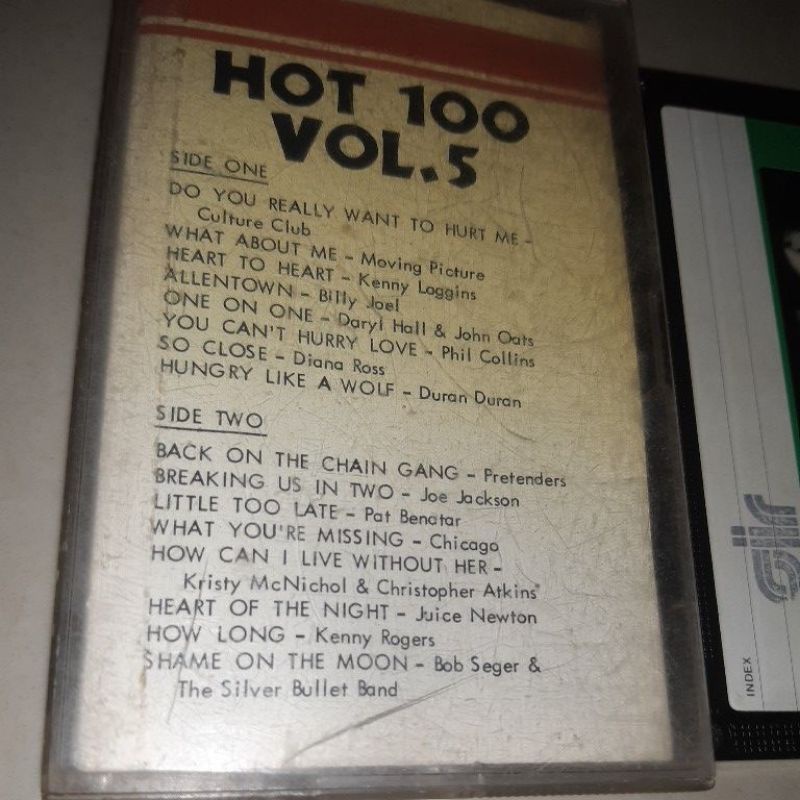 HOT 100
VOL.5
SIDE ONE
DO YOU REALLY WANT TO HURT ME -
Culture Club
WHAT ABOUT ME - Moving Picture
HEART TO HEART - Kenny Loggins
ALLENTOWN - Billy Joel
ONE ON ONE - Daryl Hall & John Oats
YOU CAN'T HURRY LOVE - Phil Collins
SO CLOSE - Diana Ross
HUNGRY LIKE A WOLF - Duran Duran
SIDE TWO
BACK ON THE CHAIN GANG - Pretenders
BREAKING US IN TWO - Joe Jackson
LITTLE TOO LATE - Pat Benatar
WHAT YOU'RE MISSING - Chicago
HOW CAN I LIVE WITHOUT HER -
Kristy McNichol & Christopher Atkins
HEART OF THE NIGHT - Juice Newton
HOW LONG - Kenny Rogers
SHAME ON THE MOON - Bob Seger &
The Silver Bullet Band
INDEX